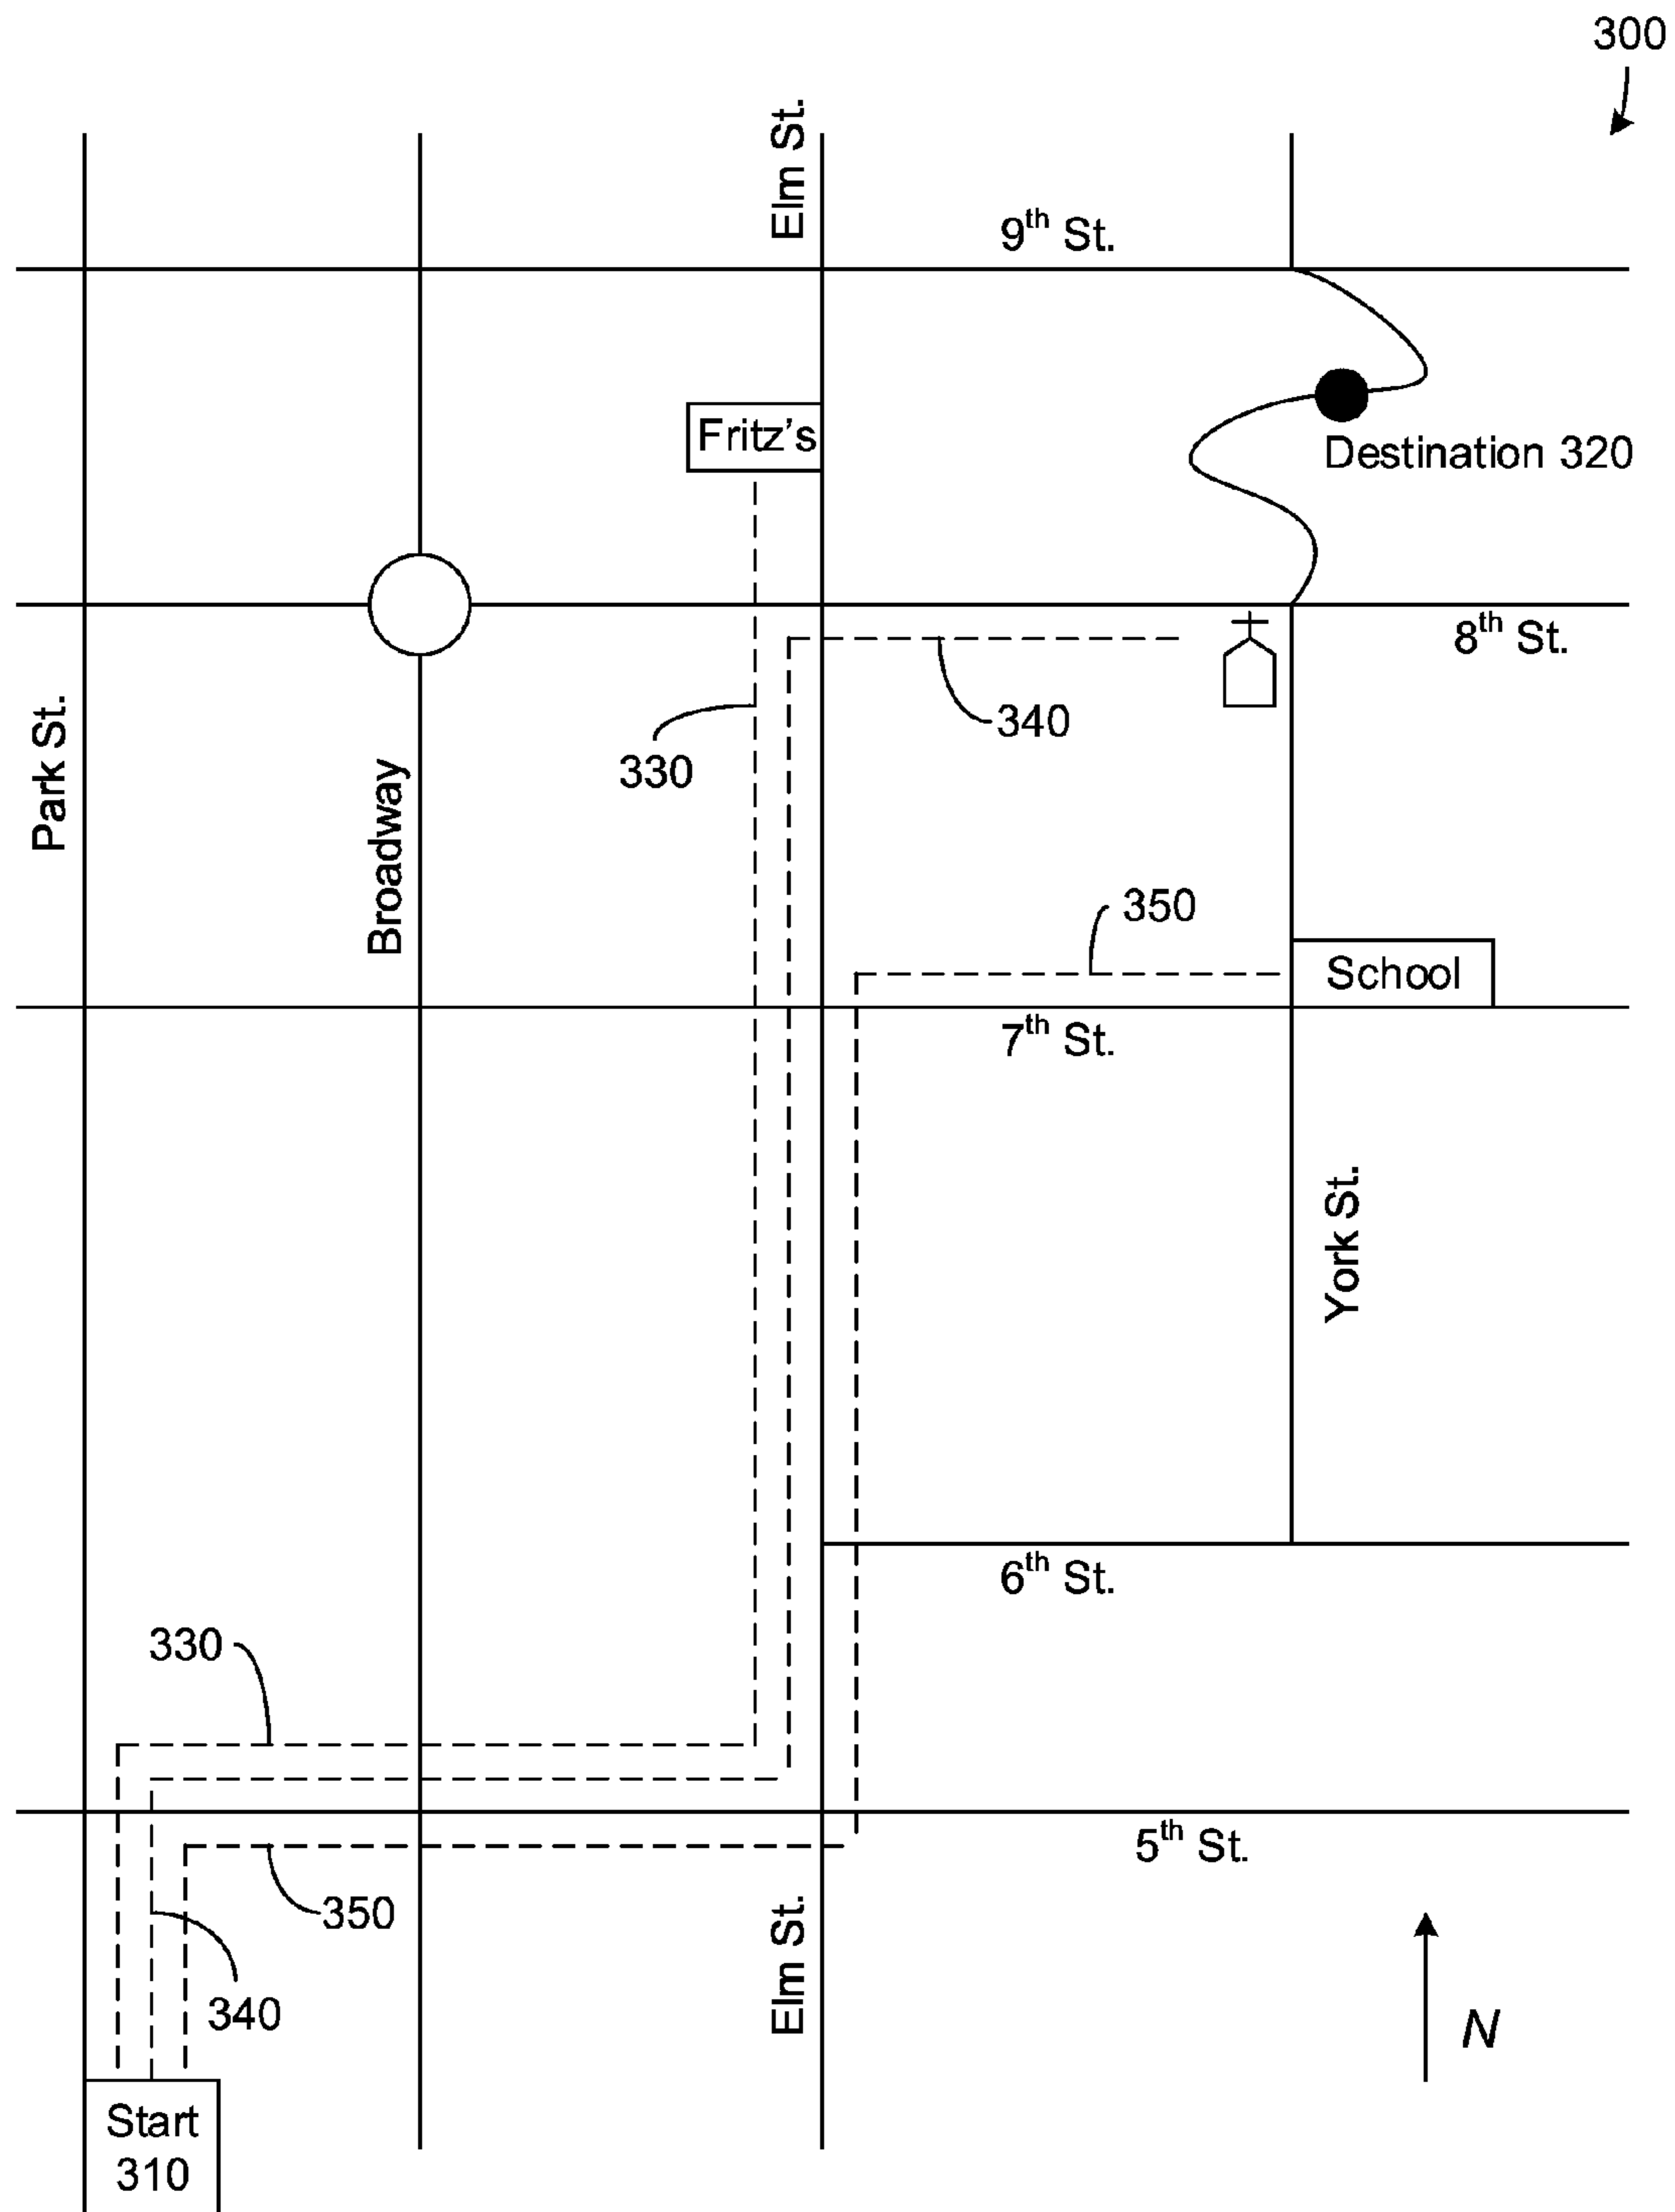 300
Elm St.
9th St.
Fritz's
Destination 320
8th St.
Park St.
Broadway
330
340
350
School
7th St.
York St.
6th St.
330
5th St.
350
340
Elm St.
N
Start
310